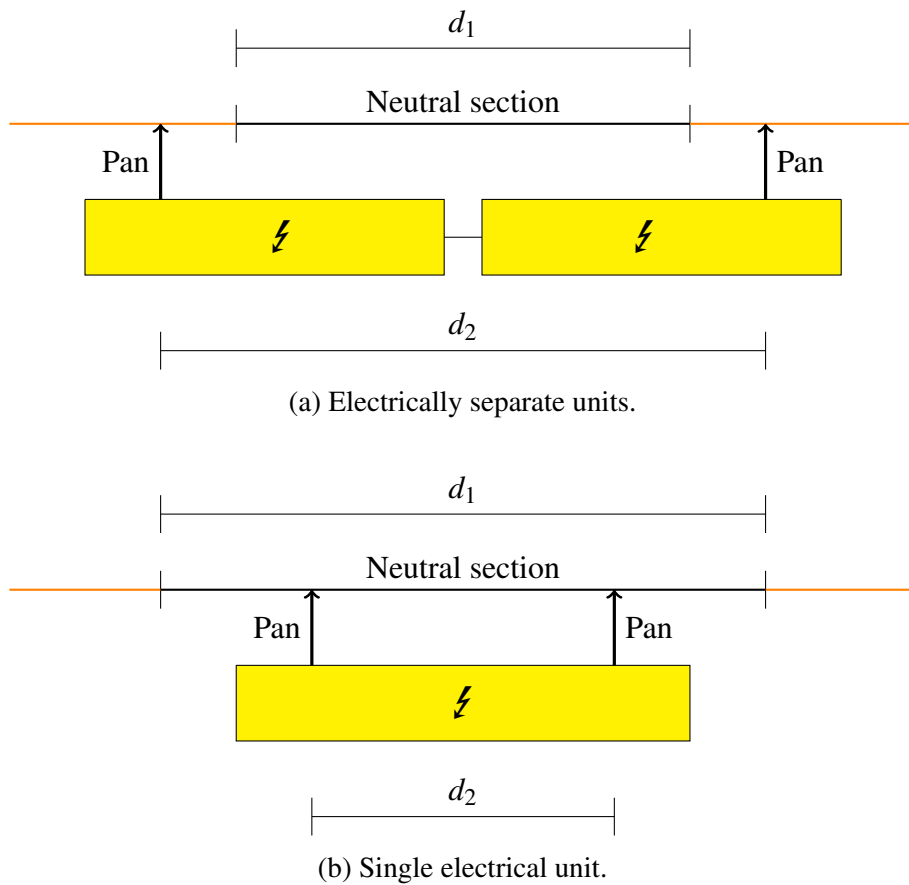 d₁
Neutral section
Pan Pan
d₂
(a) Electrically separate units.
d₁
Neutral section
Pan Pan
d₂
(b) Single electrical unit.